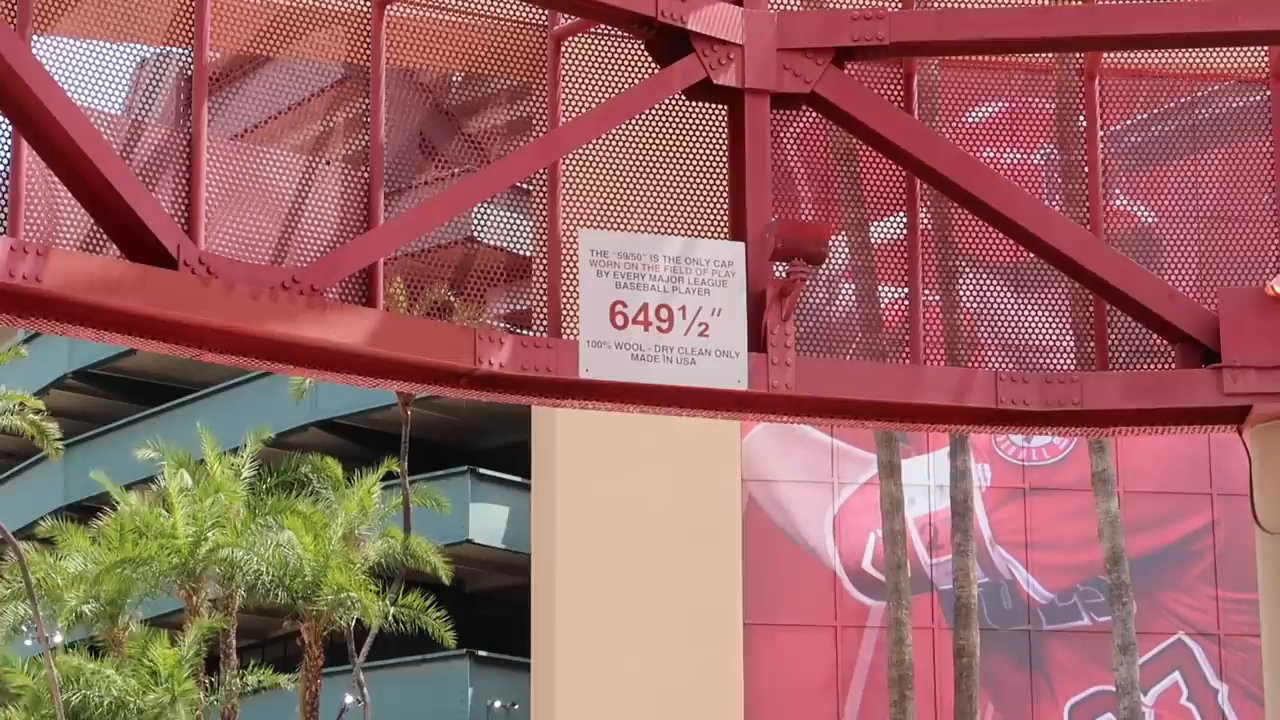 THE "59/50" IS THE ONLY CAP
WORN ON THE FIELD OF PLAY
BY EVERY MAJOR LEAGUE
BASEBALL PLAYER
649½"
100% WOOL - DRY CLEAN ONLY
MADE IN USA